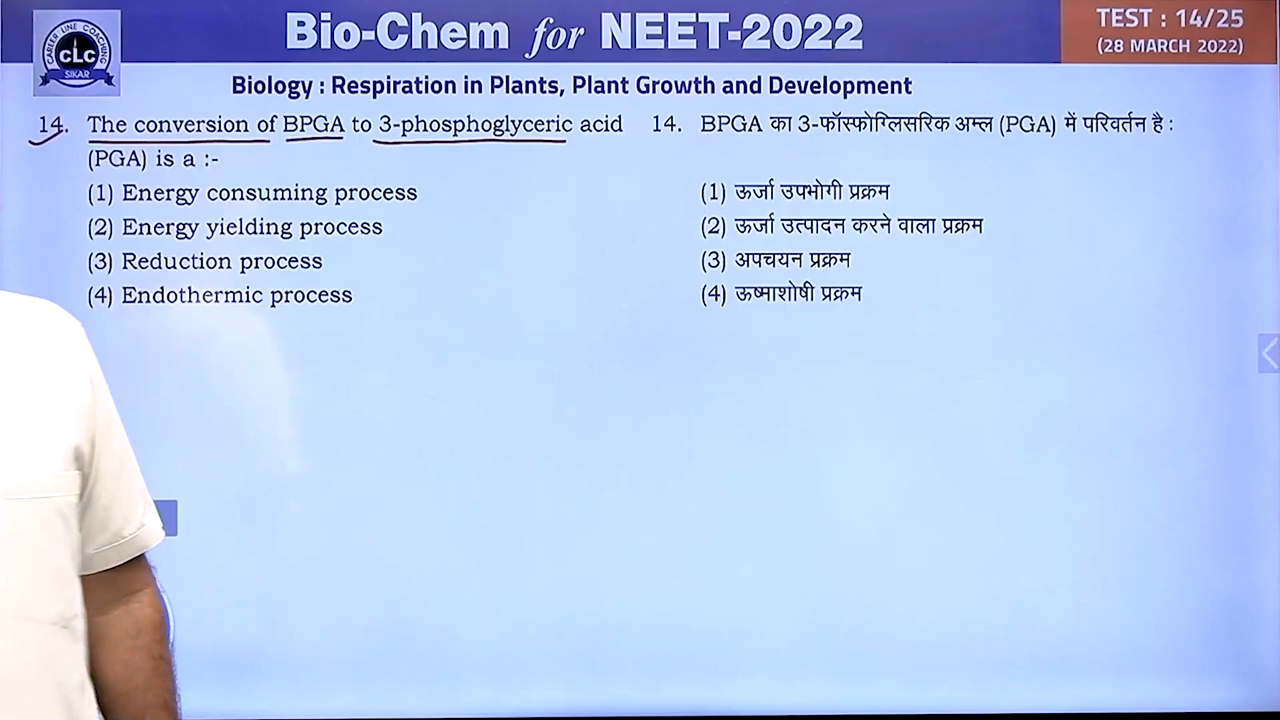 Bio-Chem for NEET-2022
TEST : 14/25
(28 MARCH 2022)
CAREER LINE COACHING
CLC
SIKAR
Biology : Respiration in Plants, Plant Growth and Development
14. The conversion of BPGA to 3-phosphoglyceric acid
(PGA) is a :-
(1) Energy consuming process
(2) Energy yielding process
(3) Reduction process
(4) Endothermic process
14. BPGA का 3-फॉस्फोग्लिसरिक अम्ल (PGA) में परिवर्तन है :
(1) ऊर्जा उपभोगी प्रक्रम
(2) ऊर्जा उत्पादन करने वाला प्रक्रम
(3) अपचयन प्रक्रम
(4) ऊष्माशोषी प्रक्रम